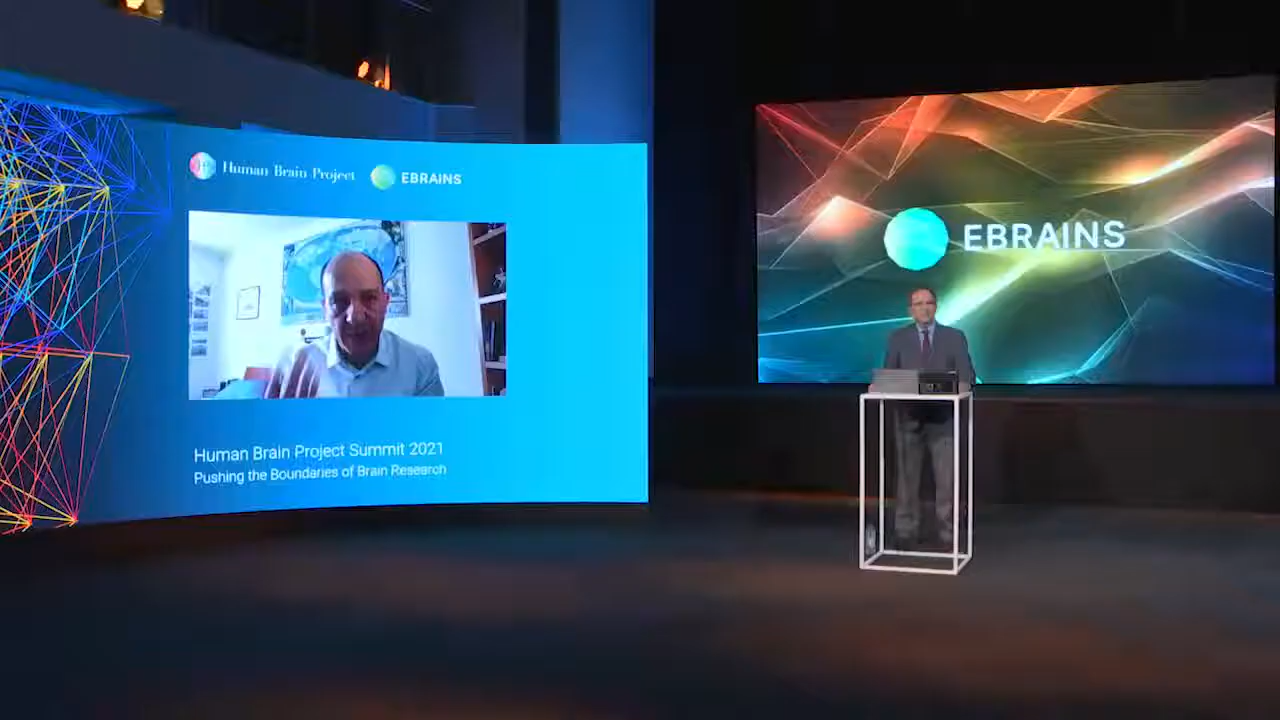 Human Brain Project
EBRAINS
Human Brain Project Summit 2021
Pushing the Boundaries of Brain Research
EBRAINS